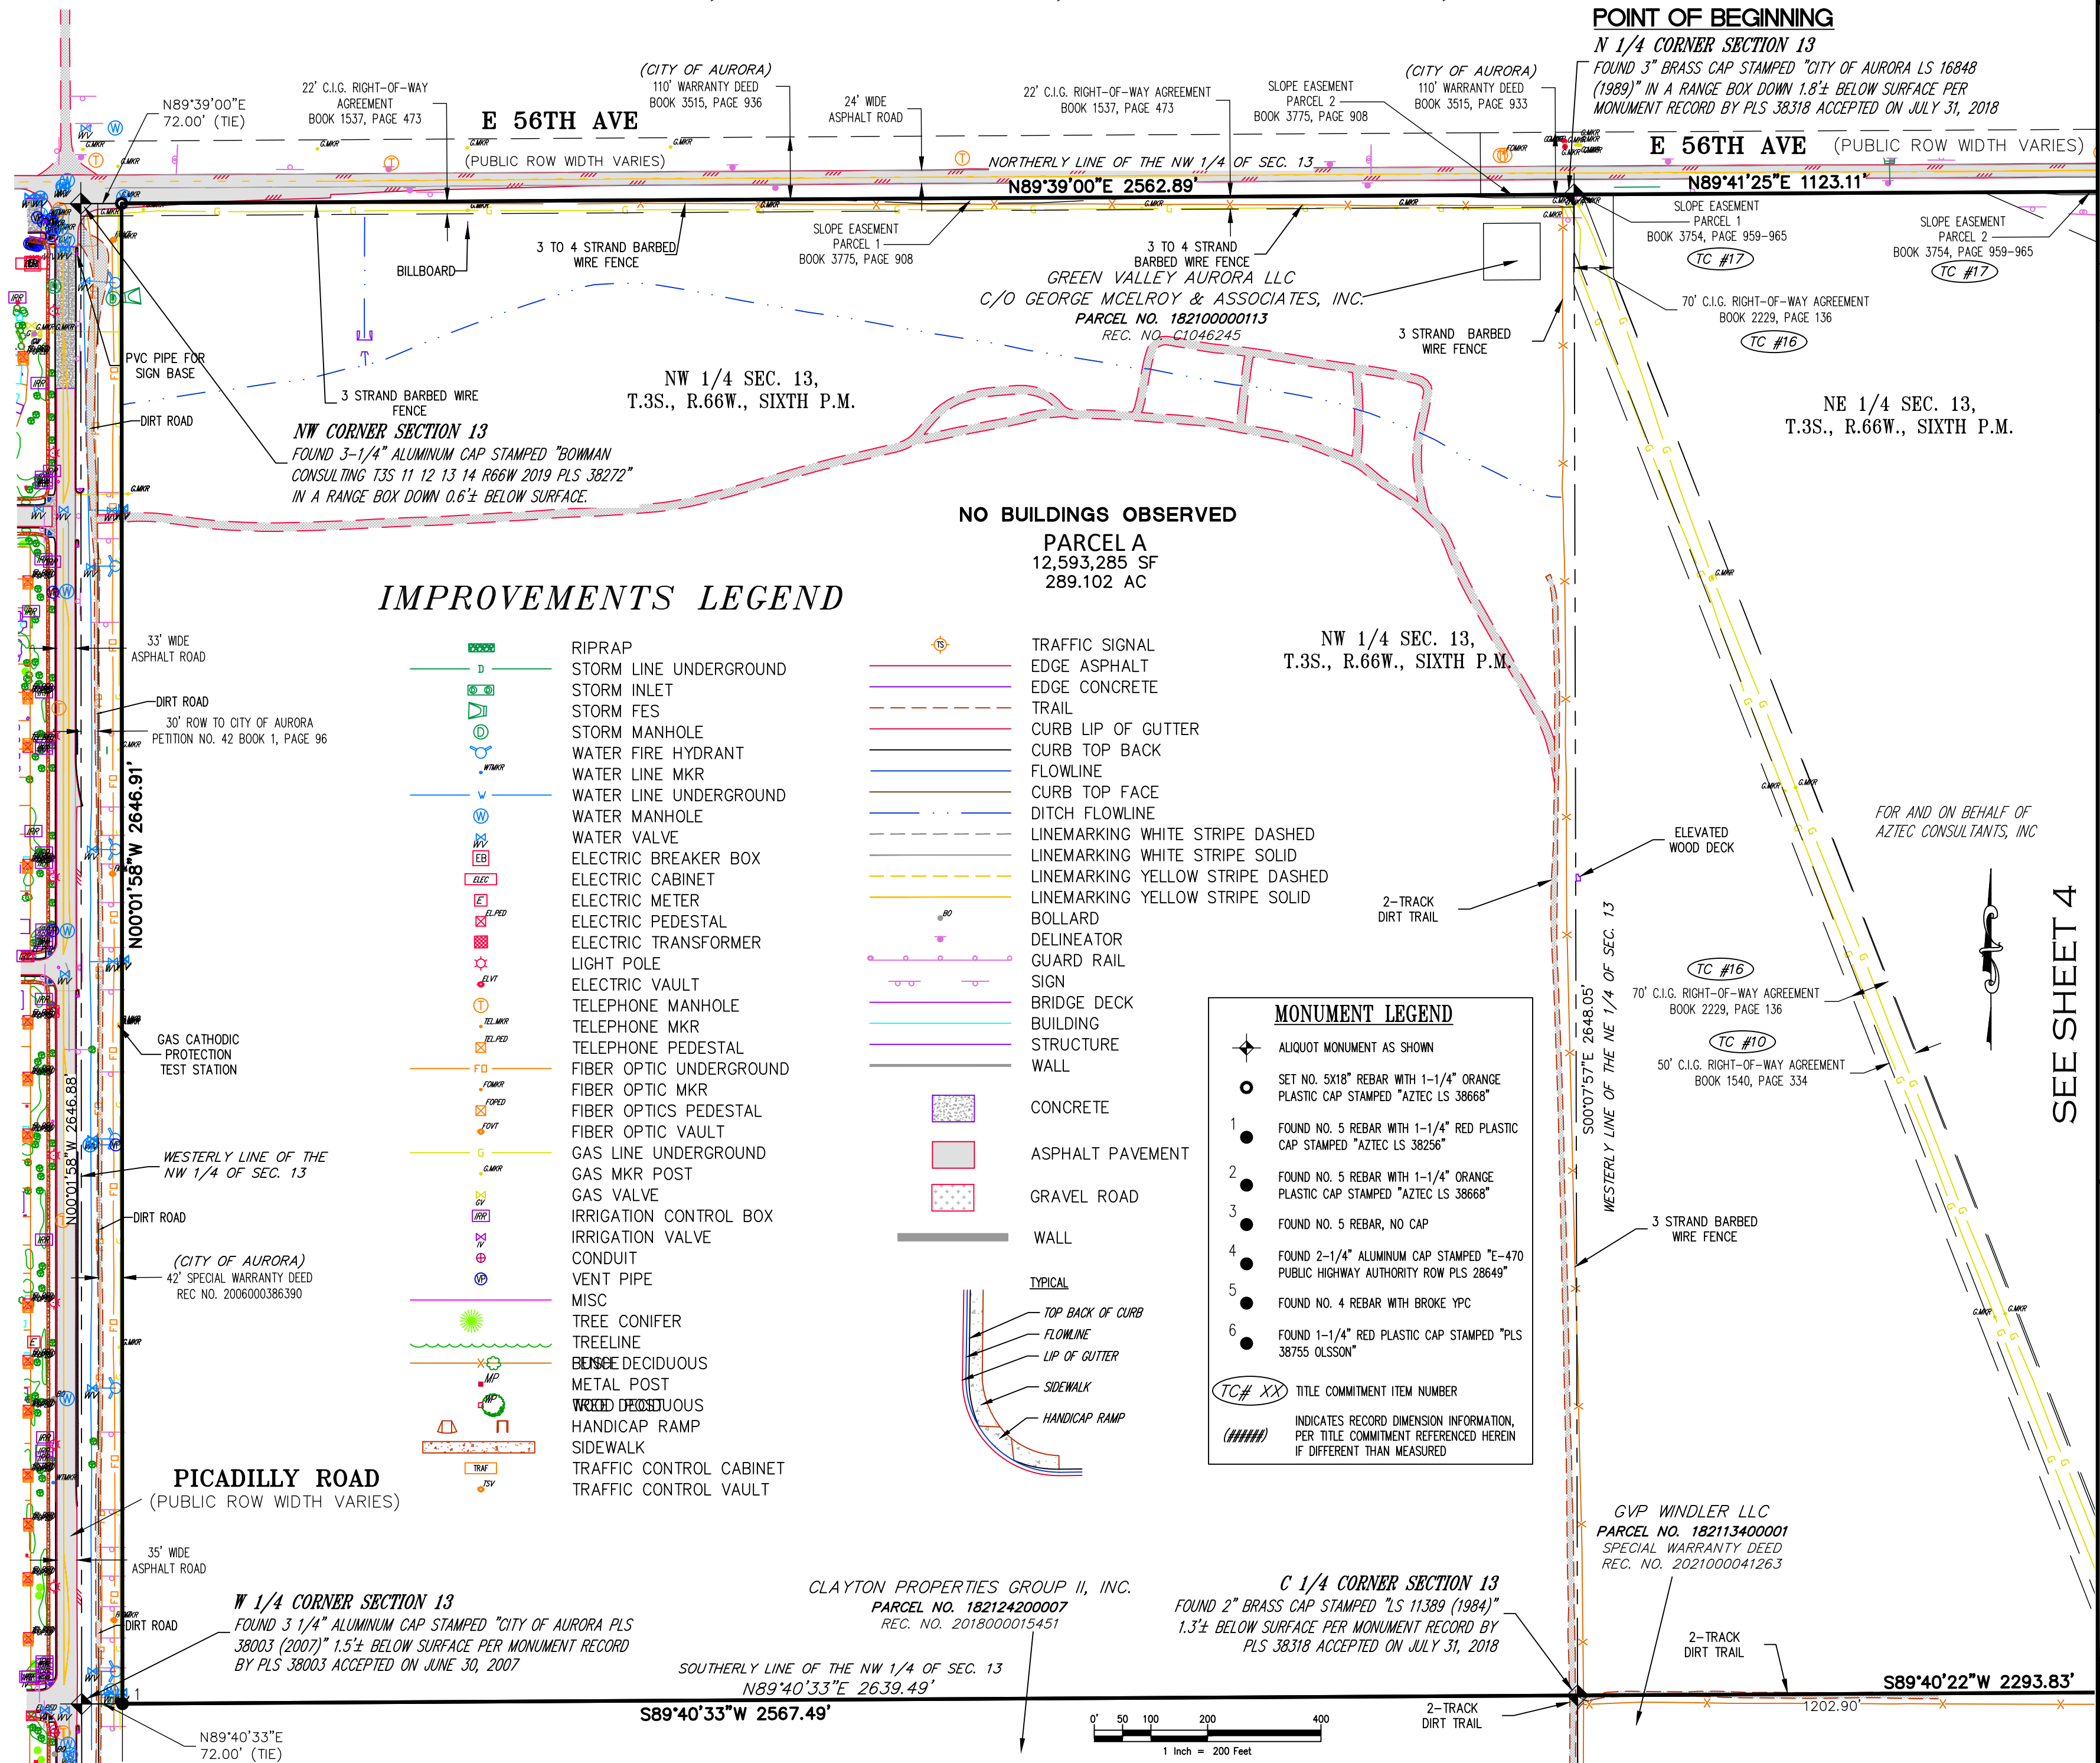 POINT OF BEGINNING
N 1/4 CORNER SECTION 13
FOUND 3" BRASS CAP STAMPED "CITY OF AURORA LS 16848
(1989)" IN A RANGE BOX DOWN 1.8'± BELOW SURFACE PER
MONUMENT RECORD BY PLS 38318 ACCEPTED ON JULY 31, 2018
N89°39'00"E
72.00' (TIE)
22' C.I.G. RIGHT-OF-WAY
AGREEMENT
BOOK 1537, PAGE 473
E 56TH AVE
(PUBLIC ROW WIDTH VARIES)
(CITY OF AURORA)
110' WARRANTY DEED
BOOK 3515, PAGE 936
24' WIDE
ASPHALT ROAD
22' C.I.G. RIGHT-OF-WAY AGREEMENT
BOOK 1537, PAGE 473
SLOPE EASEMENT
PARCEL 2
BOOK 3775, PAGE 908
(CITY OF AURORA)
110' WARRANTY DEED
BOOK 3515, PAGE 933
E 56TH AVE (PUBLIC ROW WIDTH VARIES)
NORTHERLY LINE OF THE NW 1/4 OF SEC. 13
N89°39'00"E 2562.89'
N89°41'25"E 1123.11'
SLOPE EASEMENT
PARCEL 1
BOOK 3754, PAGE 959-965
TC #17
SLOPE EASEMENT
PARCEL 2
BOOK 3754, PAGE 959-965
TC #17
BILLBOARD
3 TO 4 STRAND BARBED
WIRE FENCE
SLOPE EASEMENT
PARCEL 1
BOOK 3775, PAGE 908
3 TO 4 STRAND
BARBED WIRE FENCE
GREEN VALLEY AURORA LLC
C/O GEORGE MCELROY & ASSOCIATES, INC.
PARCEL NO. 182100000113
REC. NO. C1046245
3 STRAND BARBED
WIRE FENCE
70' C.I.G. RIGHT-OF-WAY AGREEMENT
BOOK 2229, PAGE 136
TC #16
PVC PIPE FOR
SIGN BASE
DIRT ROAD
3 STRAND BARBED WIRE
FENCE
NW 1/4 SEC. 13,
T.3S., R.66W., SIXTH P.M.
NE 1/4 SEC. 13,
T.3S., R.66W., SIXTH P.M.
NW CORNER SECTION 13
FOUND 3-1/4" ALUMINUM CAP STAMPED "BOWMAN
CONSULTING T3S 11 12 13 14 R66W 2019 PLS 38272"
IN A RANGE BOX DOWN 0.6'± BELOW SURFACE.
NO BUILDINGS OBSERVED
PARCEL A
12,593,285 SF
289.102 AC
NW 1/4 SEC. 13,
T.3S., R.66W., SIXTH P.M.
33' WIDE
ASPHALT ROAD
DIRT ROAD
30' ROW TO CITY OF AURORA
PETITION NO. 42 BOOK 1, PAGE 96
N00°01'58"W 2646.91'
GAS CATHODIC
PROTECTION
TEST STATION
N00°01'58"W 2646.88'
WESTERLY LINE OF THE
NW 1/4 OF SEC. 13
DIRT ROAD
(CITY OF AURORA)
42' SPECIAL WARRANTY DEED
REC NO. 2006000386390
PICADILLY ROAD
(PUBLIC ROW WIDTH VARIES)
35' WIDE
ASPHALT ROAD
DIRT ROAD
IMPROVEMENTS LEGEND
RIPRAP
D STORM LINE UNDERGROUND
STORM INLET
STORM FES
D STORM MANHOLE
WATER FIRE HYDRANT
WTMKR WATER LINE MKR
W WATER LINE UNDERGROUND
W WATER MANHOLE
WV WATER VALVE
EB ELECTRIC BREAKER BOX
ELEC ELECTRIC CABINET
E ELECTRIC METER
EL.PED ELECTRIC PEDESTAL
ELECTRIC TRANSFORMER
LIGHT POLE
ELVT ELECTRIC VAULT
T TELEPHONE MANHOLE
TEL.MKR TELEPHONE MKR
TEL.PED TELEPHONE PEDESTAL
FO FIBER OPTIC UNDERGROUND
FOMKR FIBER OPTIC MKR
FOPED FIBER OPTICS PEDESTAL
FOVT FIBER OPTIC VAULT
G GAS LINE UNDERGROUND
G.MKR GAS MKR POST
GV GAS VALVE
IRR IRRIGATION CONTROL BOX
IV IRRIGATION VALVE
CONDUIT
VP VENT PIPE
MISC
TREE CONIFER
TREELINE
X DECIDUOUS
MP METAL POST
WP
HANDICAP RAMP
SIDEWALK
TRAF TRAFFIC CONTROL CABINET
TSV TRAFFIC CONTROL VAULT
TS TRAFFIC SIGNAL
EDGE ASPHALT
EDGE CONCRETE
TRAIL
CURB LIP OF GUTTER
CURB TOP BACK
FLOWLINE
CURB TOP FACE
DITCH FLOWLINE
LINEMARKING WHITE STRIPE DASHED
LINEMARKING WHITE STRIPE SOLID
LINEMARKING YELLOW STRIPE DASHED
LINEMARKING YELLOW STRIPE SOLID
BO BOLLARD
DELINEATOR
GUARD RAIL
SIGN
BRIDGE DECK
BUILDING
STRUCTURE
WALL
CONCRETE
ASPHALT PAVEMENT
GRAVEL ROAD
WALL
TYPICAL
TOP BACK OF CURB
FLOWLINE
LIP OF GUTTER
SIDEWALK
HANDICAP RAMP
MONUMENT LEGEND
ALIQUOT MONUMENT AS SHOWN
SET NO. 5X18" REBAR WITH 1-1/4" ORANGE
PLASTIC CAP STAMPED "AZTEC LS 38668"
1 FOUND NO. 5 REBAR WITH 1-1/4" RED PLASTIC
CAP STAMPED "AZTEC LS 38256"
2 FOUND NO. 5 REBAR WITH 1-1/4" ORANGE
PLASTIC CAP STAMPED "AZTEC LS 38668"
3 FOUND NO. 5 REBAR, NO CAP
4 FOUND 2-1/4" ALUMINUM CAP STAMPED "E-470
PUBLIC HIGHWAY AUTHORITY ROW PLS 28649"
5 FOUND NO. 4 REBAR WITH BROKE YPC
6 FOUND 1-1/4" RED PLASTIC CAP STAMPED "PLS
38755 OLSSON"
TC# XX TITLE COMMITMENT ITEM NUMBER
(######) INDICATES RECORD DIMENSION INFORMATION,
PER TITLE COMMITMENT REFERENCED HEREIN
IF DIFFERENT THAN MEASURED
2-TRACK
DIRT TRAIL
ELEVATED
WOOD DECK
S00°07'57"E 2648.05'
WESTERLY LINE OF THE NE 1/4 OF SEC. 13
FOR AND ON BEHALF OF
AZTEC CONSULTANTS, INC
SEE SHEET 4
TC #16
70' C.I.G. RIGHT-OF-WAY AGREEMENT
BOOK 2229, PAGE 136
TC #10
50' C.I.G. RIGHT-OF-WAY AGREEMENT
BOOK 1540, PAGE 334
3 STRAND BARBED
WIRE FENCE
GVP WINDLER LLC
PARCEL NO. 182113400001
SPECIAL WARRANTY DEED
REC. NO. 2021000041263
W 1/4 CORNER SECTION 13
FOUND 3 1/4" ALUMINUM CAP STAMPED "CITY OF AURORA PLS
38003 (2007)" 1.5'± BELOW SURFACE PER MONUMENT RECORD
BY PLS 38003 ACCEPTED ON JUNE 30, 2007
CLAYTON PROPERTIES GROUP II, INC.
PARCEL NO. 182124200007
REC. NO. 2018000015451
C 1/4 CORNER SECTION 13
FOUND 2" BRASS CAP STAMPED "LS 11389 (1984)"
1.3'± BELOW SURFACE PER MONUMENT RECORD BY
PLS 38318 ACCEPTED ON JULY 31, 2018
2-TRACK
DIRT TRAIL
SOUTHERLY LINE OF THE NW 1/4 OF SEC. 13
N89°40'33"E 2639.49'
S89°40'33"W 2567.49'
S89°40'22"W 2293.83'
1202.90'
1
N89°40'33"E
72.00' (TIE)
2-TRACK
DIRT TRAIL
0' 50 100 200 400
1 Inch = 200 Feet